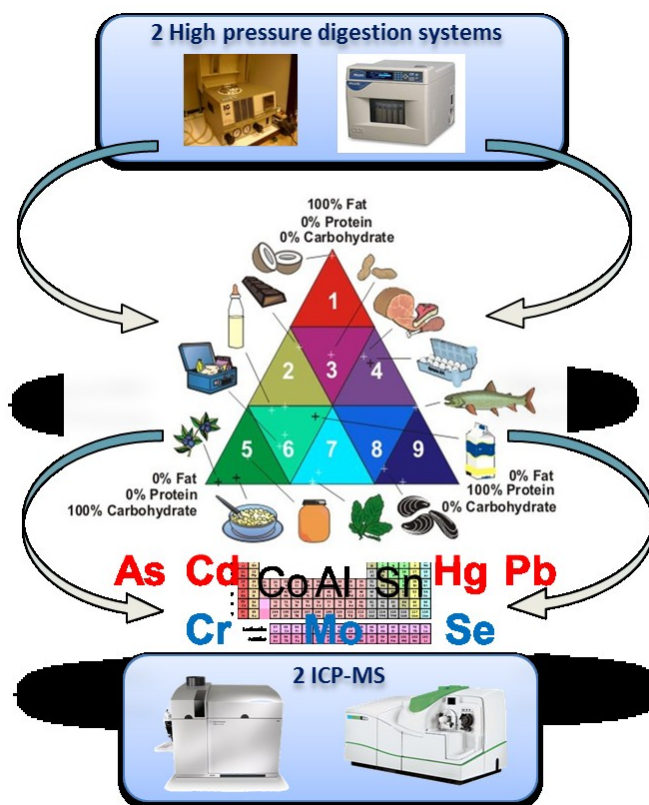 2 High pressure digestion systems
100% Fat
0% Protein
0% Carbohydrate
1
2
3
4
5
6
7
8
9
0% Fat
0% Protein
100% Carbohydrate
0% Fat
100% Protein
0% Carbohydrate
As Cd Co Al Sn Hg Pb
Cr Mo Se
2 ICP-MS